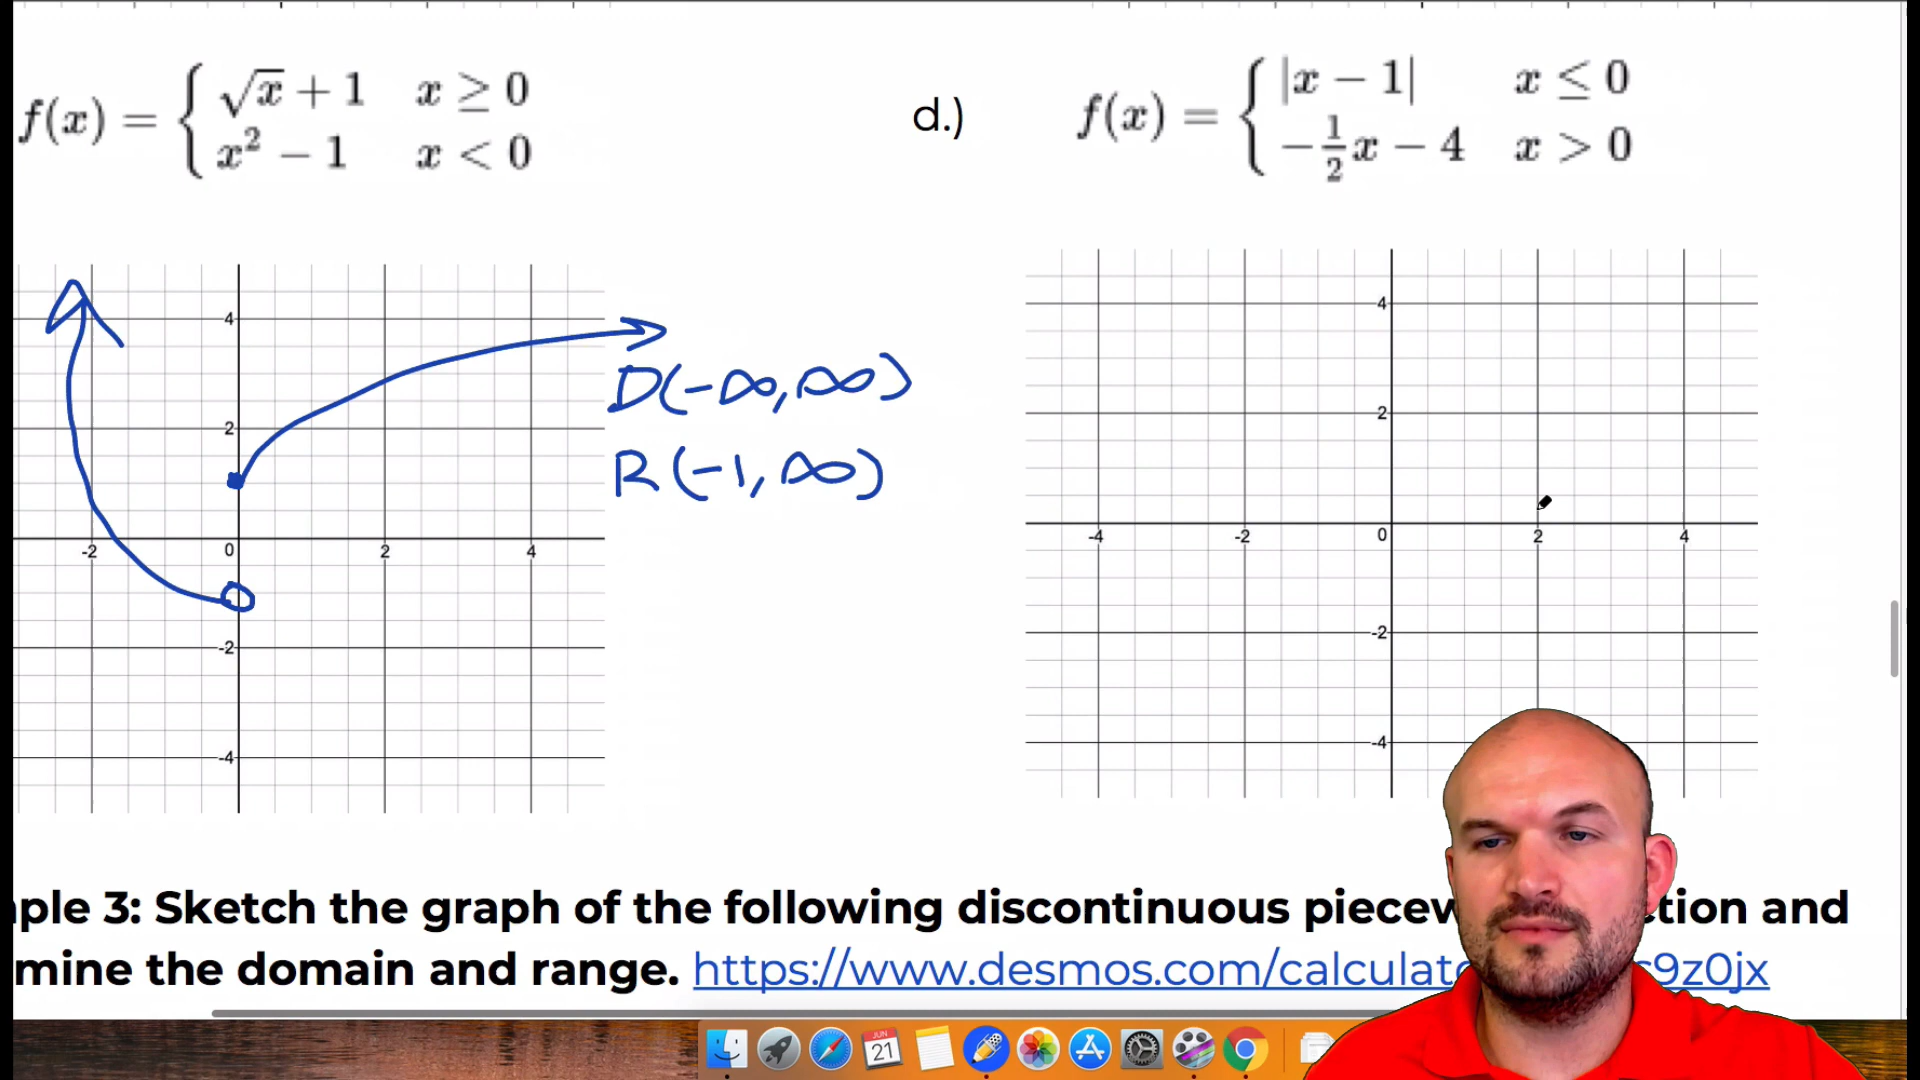 f(x) = { √x + 1 x ≥ 0
x² − 1 x < 0
d.)
f(x) = { |x − 1| x ≤ 0
−1/2x − 4 x > 0
4
2
-2 0 2 4
-2
-4
D(-∞, ∞)
R(-1, ∞)
4
2
-4 -2 0 2 4
-2
-4
ple 3: Sketch the graph of the following discontinuous piecew tion and
mine the domain and range. https://www.desmos.com/calculat 9z0jx
JUN
21